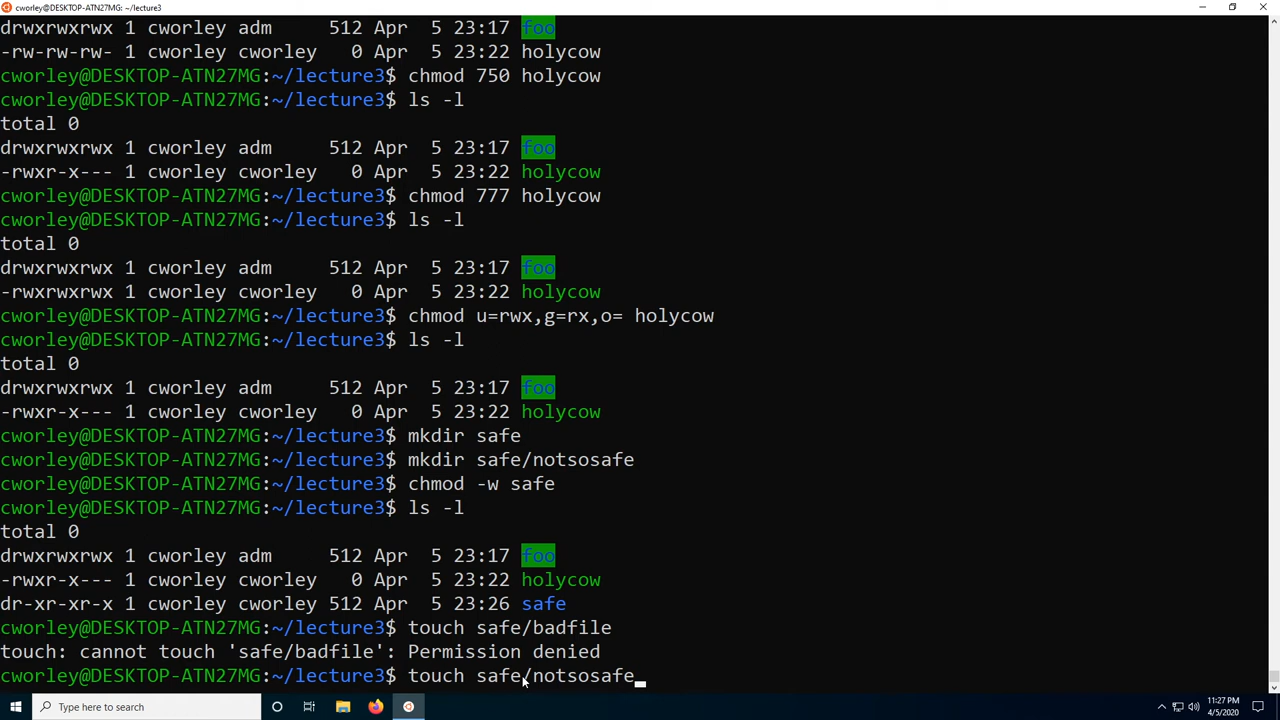 cworley@DESKTOP-ATN27MG: ~/lecture3
drwxrwxrwx 1 cworley adm     512 Apr  5 23:17 foo
-rw-rw-rw- 1 cworley cworley   0 Apr  5 23:22 holycow
cworley@DESKTOP-ATN27MG:~/lecture3$ chmod 750 holycow
cworley@DESKTOP-ATN27MG:~/lecture3$ ls -l
total 0
drwxrwxrwx 1 cworley adm     512 Apr  5 23:17 foo
-rwxr-x--- 1 cworley cworley   0 Apr  5 23:22 holycow
cworley@DESKTOP-ATN27MG:~/lecture3$ chmod 777 holycow
cworley@DESKTOP-ATN27MG:~/lecture3$ ls -l
total 0
drwxrwxrwx 1 cworley adm     512 Apr  5 23:17 foo
-rwxrwxrwx 1 cworley cworley   0 Apr  5 23:22 holycow
cworley@DESKTOP-ATN27MG:~/lecture3$ chmod u=rwx,g=rx,o= holycow
cworley@DESKTOP-ATN27MG:~/lecture3$ ls -l
total 0
drwxrwxrwx 1 cworley adm     512 Apr  5 23:17 foo
-rwxr-x--- 1 cworley cworley   0 Apr  5 23:22 holycow
cworley@DESKTOP-ATN27MG:~/lecture3$ mkdir safe
cworley@DESKTOP-ATN27MG:~/lecture3$ mkdir safe/notsosafe
cworley@DESKTOP-ATN27MG:~/lecture3$ chmod -w safe
cworley@DESKTOP-ATN27MG:~/lecture3$ ls -l
total 0
drwxrwxrwx 1 cworley adm     512 Apr  5 23:17 foo
-rwxr-x--- 1 cworley cworley   0 Apr  5 23:22 holycow
dr-xr-xr-x 1 cworley cworley 512 Apr  5 23:26 safe
cworley@DESKTOP-ATN27MG:~/lecture3$ touch safe/badfile
touch: cannot touch 'safe/badfile': Permission denied
cworley@DESKTOP-ATN27MG:~/lecture3$ touch safe/notsosafe
Type here to search
11:27 PM
4/5/2020